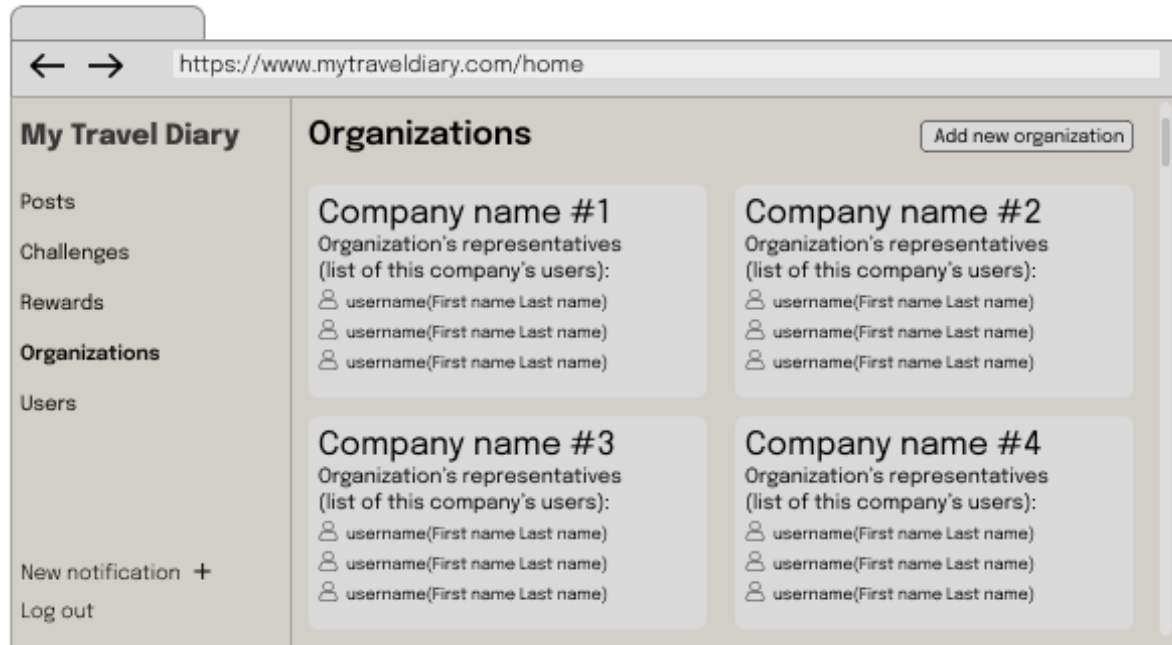 https://www.mytraveldiary.com/home
My Travel Diary
Posts
Challenges
Rewards
Organizations
Users
New notification +
Log out
Organizations
Add new organization
Company name #1
Organization's representatives
(list of this company's users):
username(First name Last name)
username(First name Last name)
username(First name Last name)
Company name #2
Organization's representatives
(list of this company's users):
username(First name Last name)
username(First name Last name)
username(First name Last name)
Company name #3
Organization's representatives
(list of this company's users):
username(First name Last name)
username(First name Last name)
username(First name Last name)
Company name #4
Organization's representatives
(list of this company's users):
username(First name Last name)
username(First name Last name)
username(First name Last name)